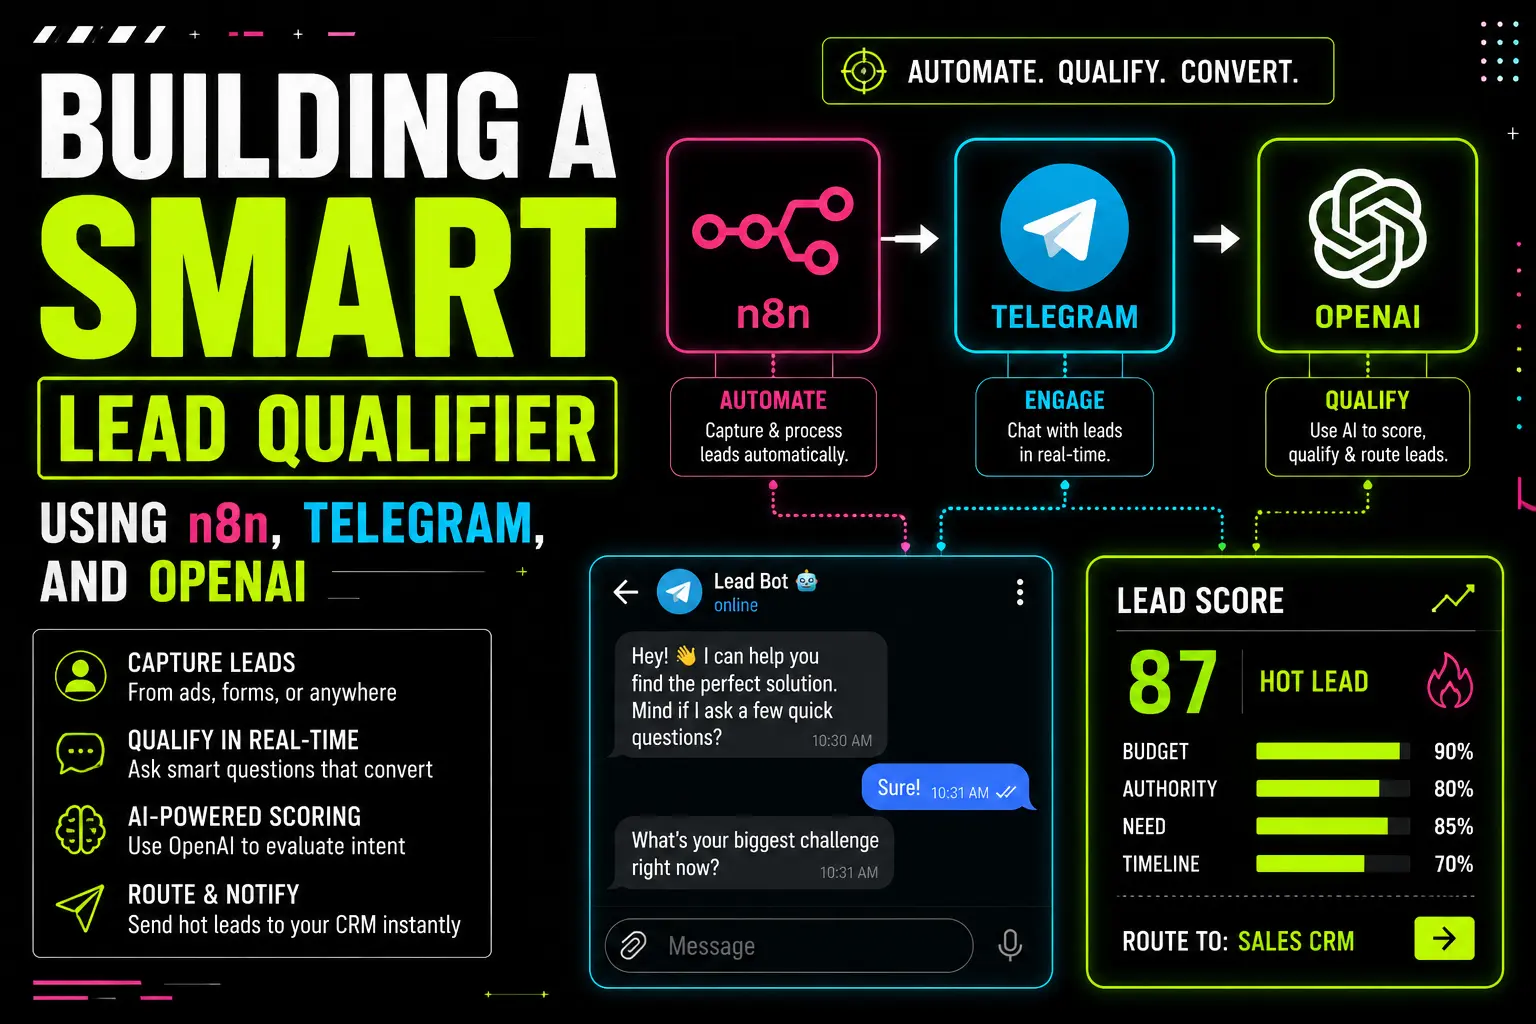 BUILDING A
SMART
LEAD QUALIFIER
USING n8n, TELEGRAM,
AND OPENAI
CAPTURE LEADS
From ads, forms, or anywhere
QUALIFY IN REAL-TIME
Ask smart questions that convert
AI-POWERED SCORING
Use OpenAI to evaluate intent
ROUTE & NOTIFY
Send hot leads to your CRM instantly
AUTOMATE. QUALIFY. CONVERT.
n8n
TELEGRAM
OPENAI
AUTOMATE
Capture & process
leads automatically.
ENGAGE
Chat with leads
in real-time.
QUALIFY
Use AI to score,
qualify & route leads.
Lead Bot 🤖
online
Hey! 👋 I can help you
find the perfect solution.
Mind if I ask a few quick
questions? 10:30 AM
Sure! 10:31 AM
What's your biggest challenge
right now? 10:31 AM
Message
LEAD SCORE
87 HOT LEAD
BUDGET 90%
AUTHORITY 80%
NEED 85%
TIMELINE 70%
ROUTE TO: SALES CRM